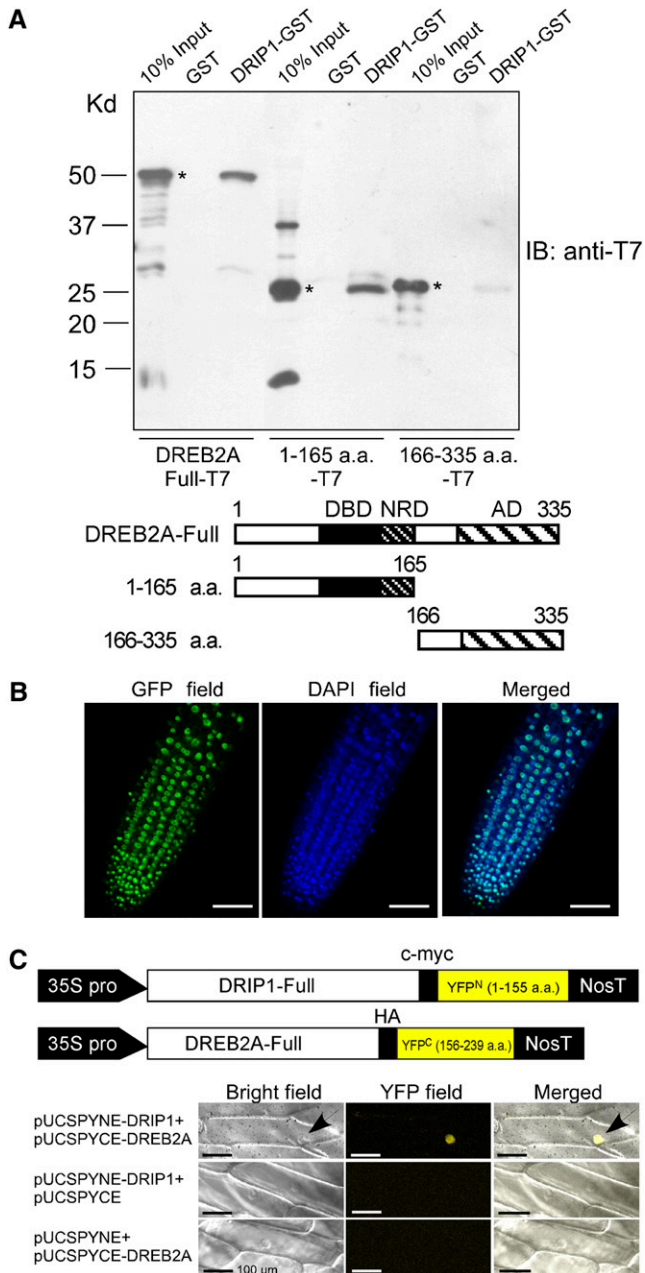 A
10% Input GST DRIP1-GST 10% Input GST DRIP1-GST 10% Input GST DRIP1-GST
Kd
50
37
25
20
15
* * *
IB: anti-T7
DREB2A Full-T7
1-165 a.a. -T7
166-335 a.a. -T7
1 DBD NRD AD 335
DREB2A-Full
1 165
1-165 a.a.
166 335
166-335 a.a.
B
GFP field DAPI field Merged
C
c-myc
35S pro DRIP1-Full YFPᴺ (1-155 a.a.) NosT
HA
35S pro DREB2A-Full YFPᶜ (156-239 a.a.) NosT
Bright field YFP field Merged
pUCSPYNE-DRIP1+
pUCSPYCE-DREB2A
pUCSPYNE-DRIP1+
pUCSPYCE
pUCSPYNE+
pUCSPYCE-DREB2A
100 um